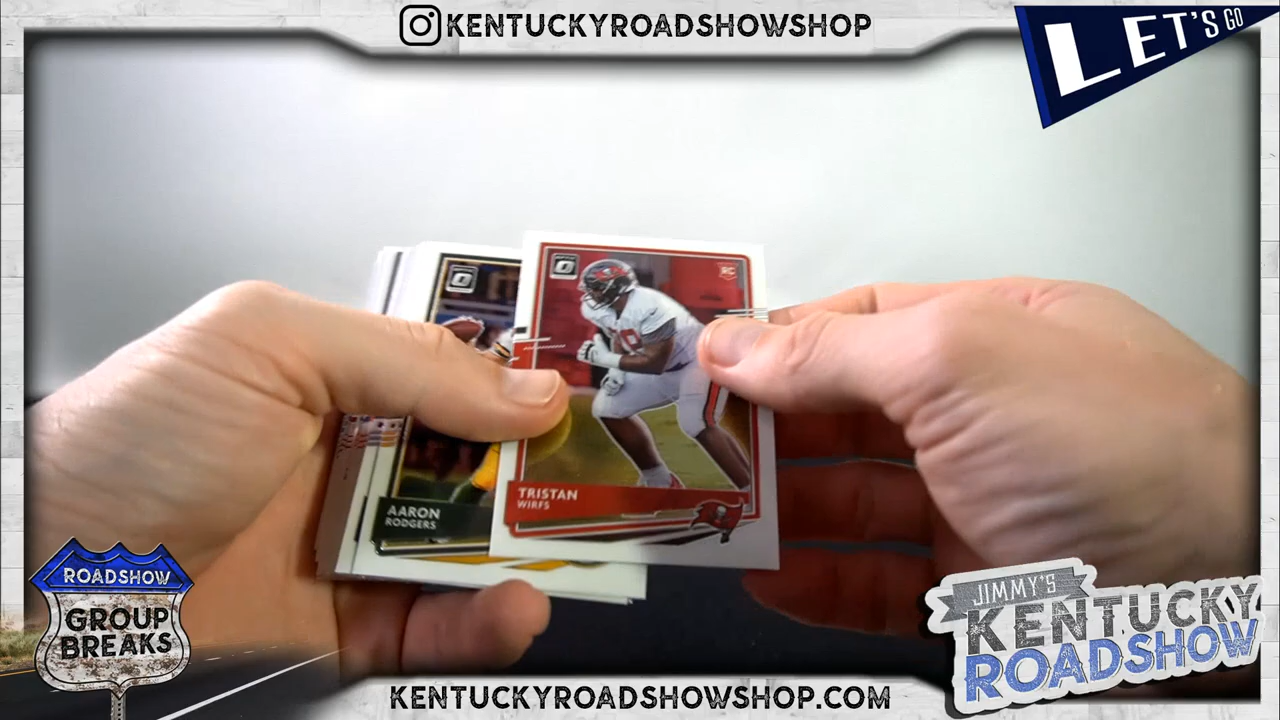 KENTUCKYROADSHOWSHOP
LET'S GO
RC
TRISTAN
WIRFS
AARON
RODGERS
ROADSHOW
GROUP
BREAKS
JIMMY'S
KENTUCKY
ROADSHOW
KENTUCKYROADSHOWSHOP.COM